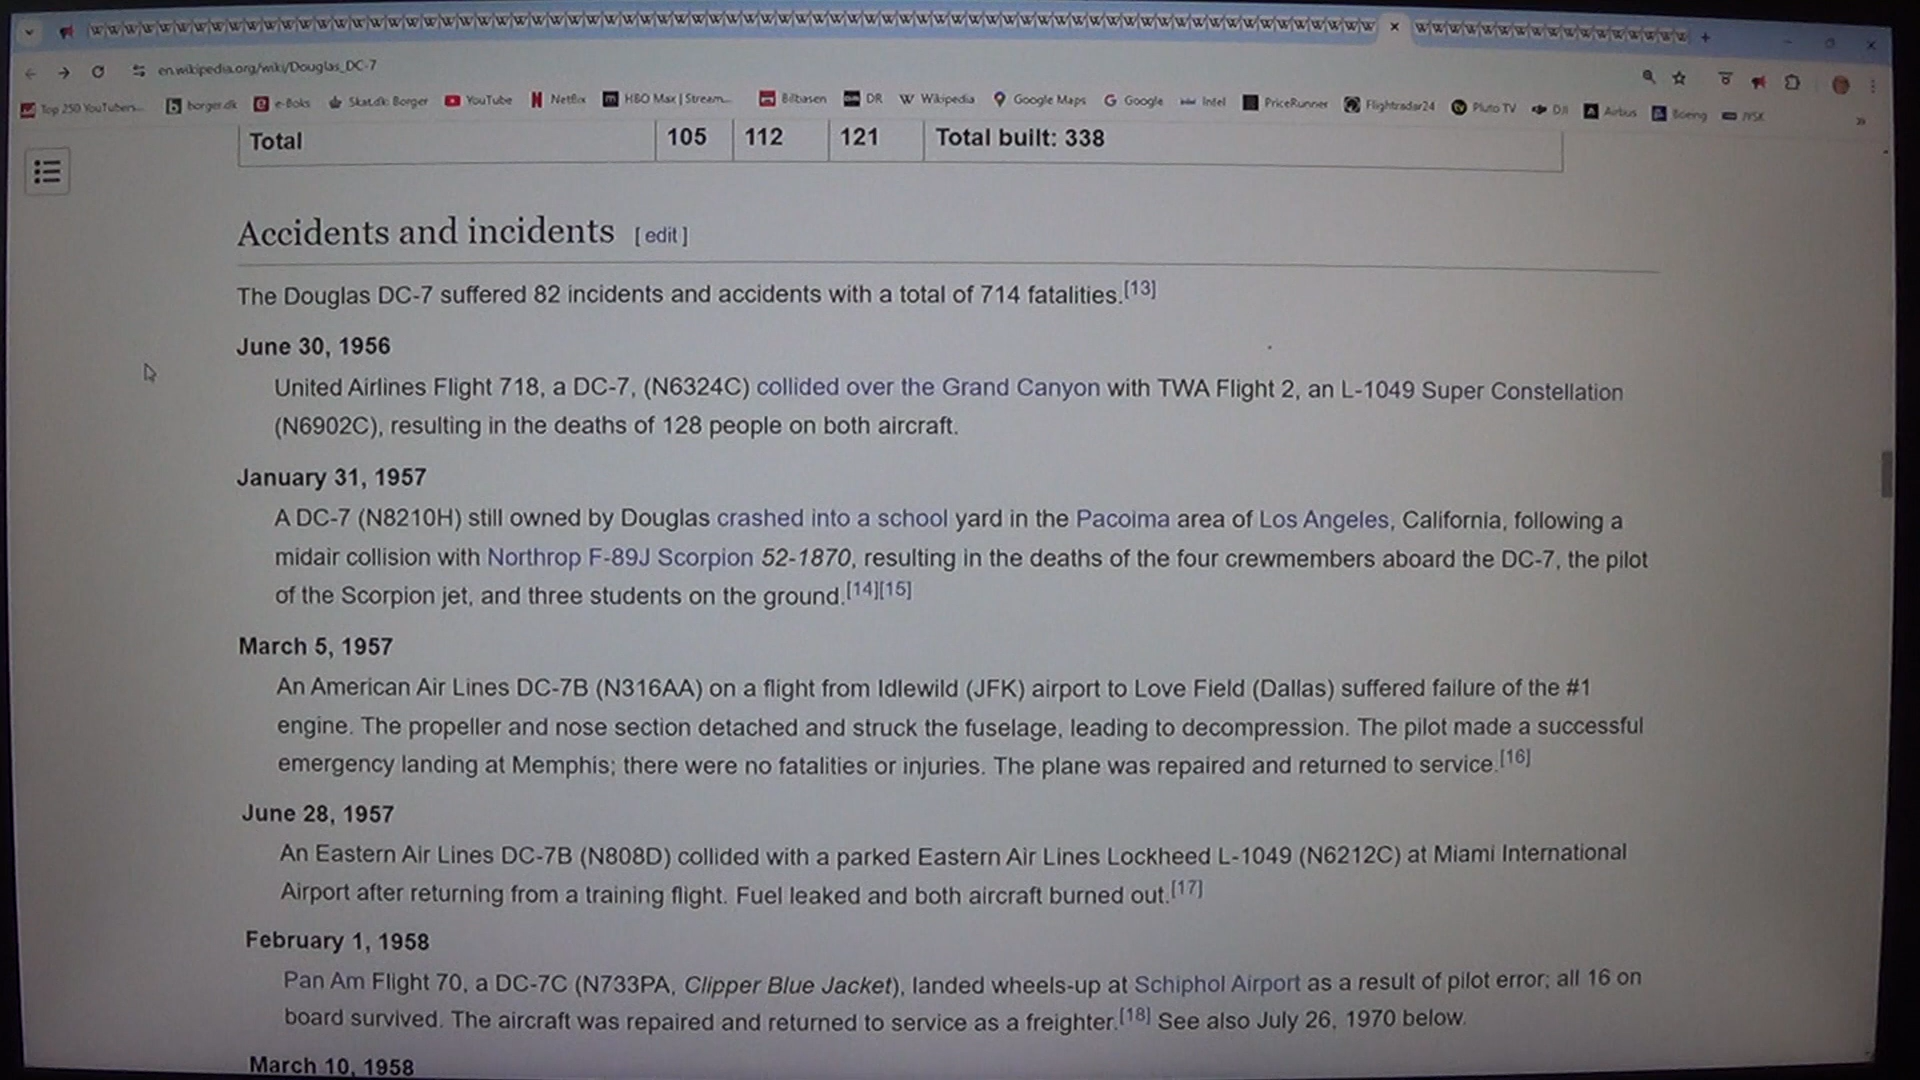 en.wikipedia.org/wiki/Douglas_DC-7
Top 250 YouTubers... borger.dk e-Boks Skat.dk: Borger YouTube Netflix HBO Max | Stream... Bilbasen DR Wikipedia Google Maps Google Intel PriceRunner Flightradar24 Pluto TV DJI Airbus Boeing JYSK
Total 105 112 121 Total built: 338
Accidents and incidents [ edit ]
The Douglas DC-7 suffered 82 incidents and accidents with a total of 714 fatalities.[13]
June 30, 1956
United Airlines Flight 718, a DC-7, (N6324C) collided over the Grand Canyon with TWA Flight 2, an L-1049 Super Constellation
(N6902C), resulting in the deaths of 128 people on both aircraft.
January 31, 1957
A DC-7 (N8210H) still owned by Douglas crashed into a school yard in the Pacoima area of Los Angeles, California, following a
midair collision with Northrop F-89J Scorpion 52-1870, resulting in the deaths of the four crewmembers aboard the DC-7, the pilot
of the Scorpion jet, and three students on the ground.[14][15]
March 5, 1957
An American Air Lines DC-7B (N316AA) on a flight from Idlewild (JFK) airport to Love Field (Dallas) suffered failure of the #1
engine. The propeller and nose section detached and struck the fuselage, leading to decompression. The pilot made a successful
emergency landing at Memphis; there were no fatalities or injuries. The plane was repaired and returned to service.[16]
June 28, 1957
An Eastern Air Lines DC-7B (N808D) collided with a parked Eastern Air Lines Lockheed L-1049 (N6212C) at Miami International
Airport after returning from a training flight. Fuel leaked and both aircraft burned out.[17]
February 1, 1958
Pan Am Flight 70, a DC-7C (N733PA, Clipper Blue Jacket), landed wheels-up at Schiphol Airport as a result of pilot error; all 16 on
board survived. The aircraft was repaired and returned to service as a freighter.[18] See also July 26, 1970 below.
March 10, 1958